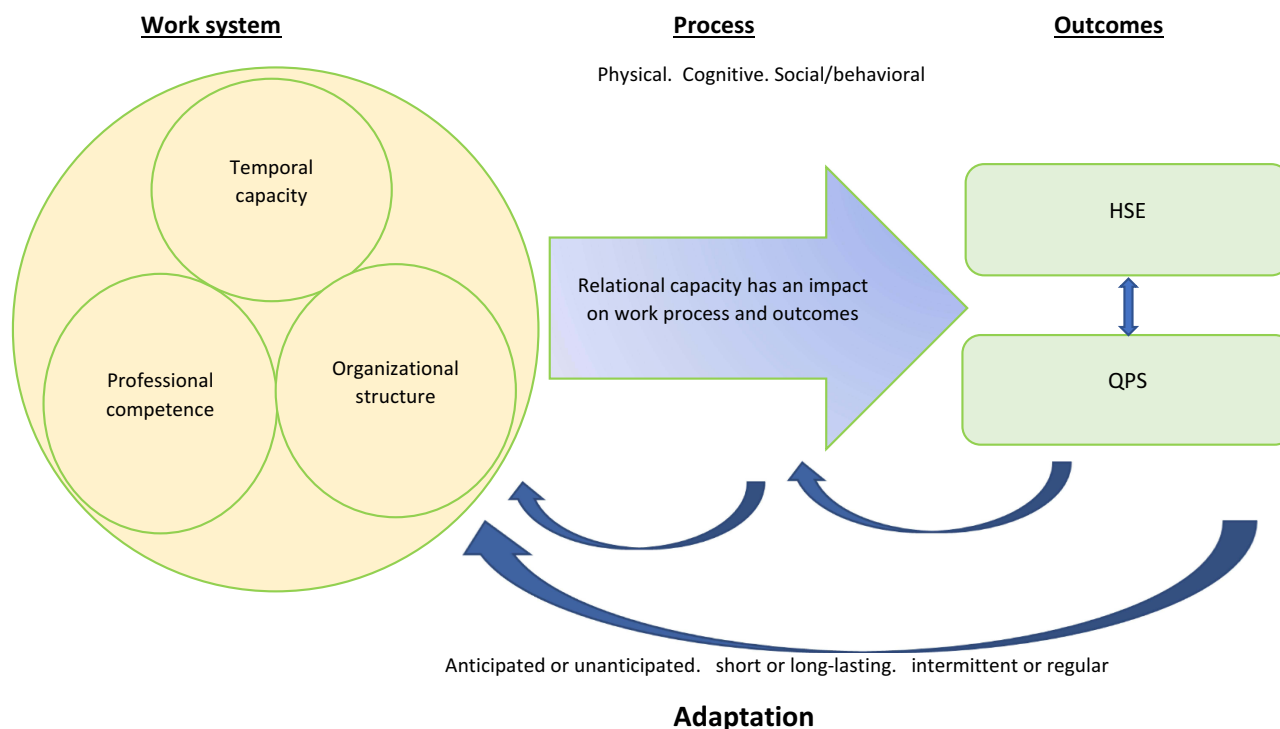 Work system
Process
Outcomes
Physical.  Cognitive. Social/behavioral
Temporal
capacity
Professional
competence
Organizational
structure
Relational capacity has an impact
on work process and outcomes
HSE
QPS
Anticipated or unanticipated.   short or long-lasting.   intermittent or regular
Adaptation